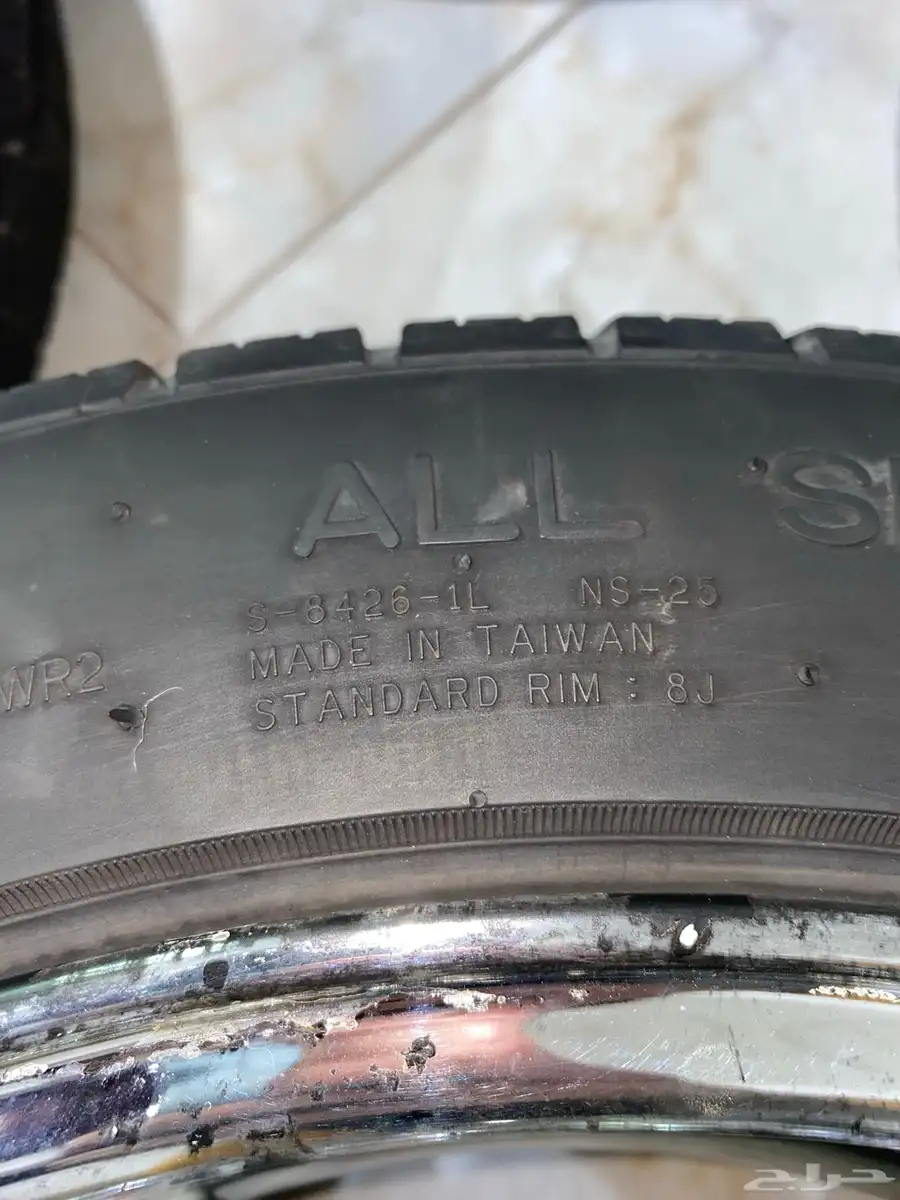 ALL S
S-8426-1L NS-25
MADE IN TAIWAN
WR2
STANDARD RIM : 8J
حراج